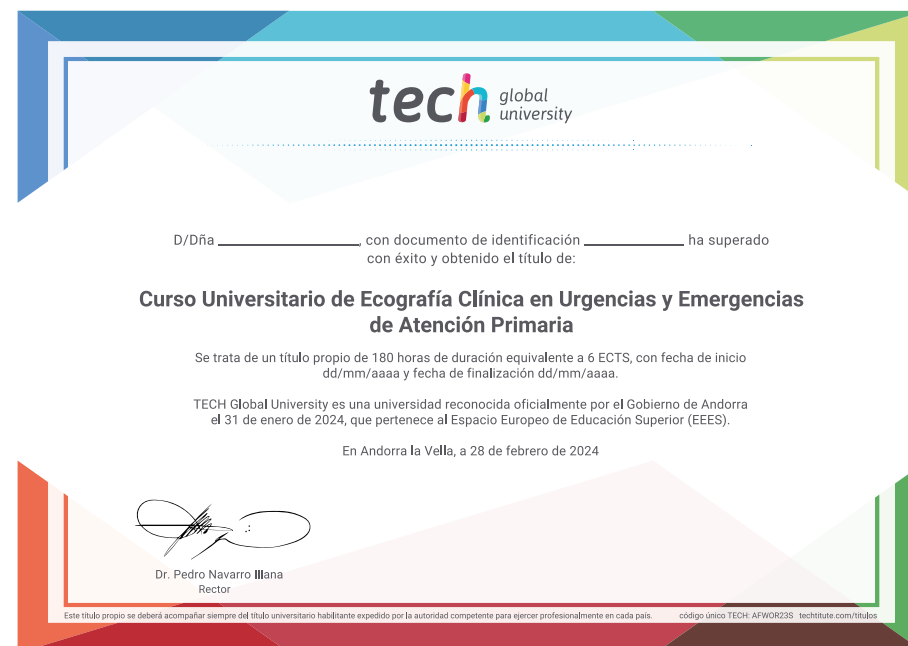 tech global university
D/Dña ____________________, con documento de identificación ______________ ha superado
con éxito y obtenido el título de:
Curso Universitario de Ecografía Clínica en Urgencias y Emergencias
de Atención Primaria
Se trata de un título propio de 180 horas de duración equivalente a 6 ECTS, con fecha de inicio
dd/mm/aaaa y fecha de finalización dd/mm/aaaa.
TECH Global University es una universidad reconocida oficialmente por el Gobierno de Andorra
el 31 de enero de 2024, que pertenece al Espacio Europeo de Educación Superior (EEES).
En Andorra la Vella, a 28 de febrero de 2024
Dr. Pedro Navarro Illana
Rector
Este título propio se deberá acompañar siempre del título universitario habilitante expedido por la autoridad competente para ejercer profesionalmente en cada país. código único TECH: AFWOR23S techtitute.com/titulos